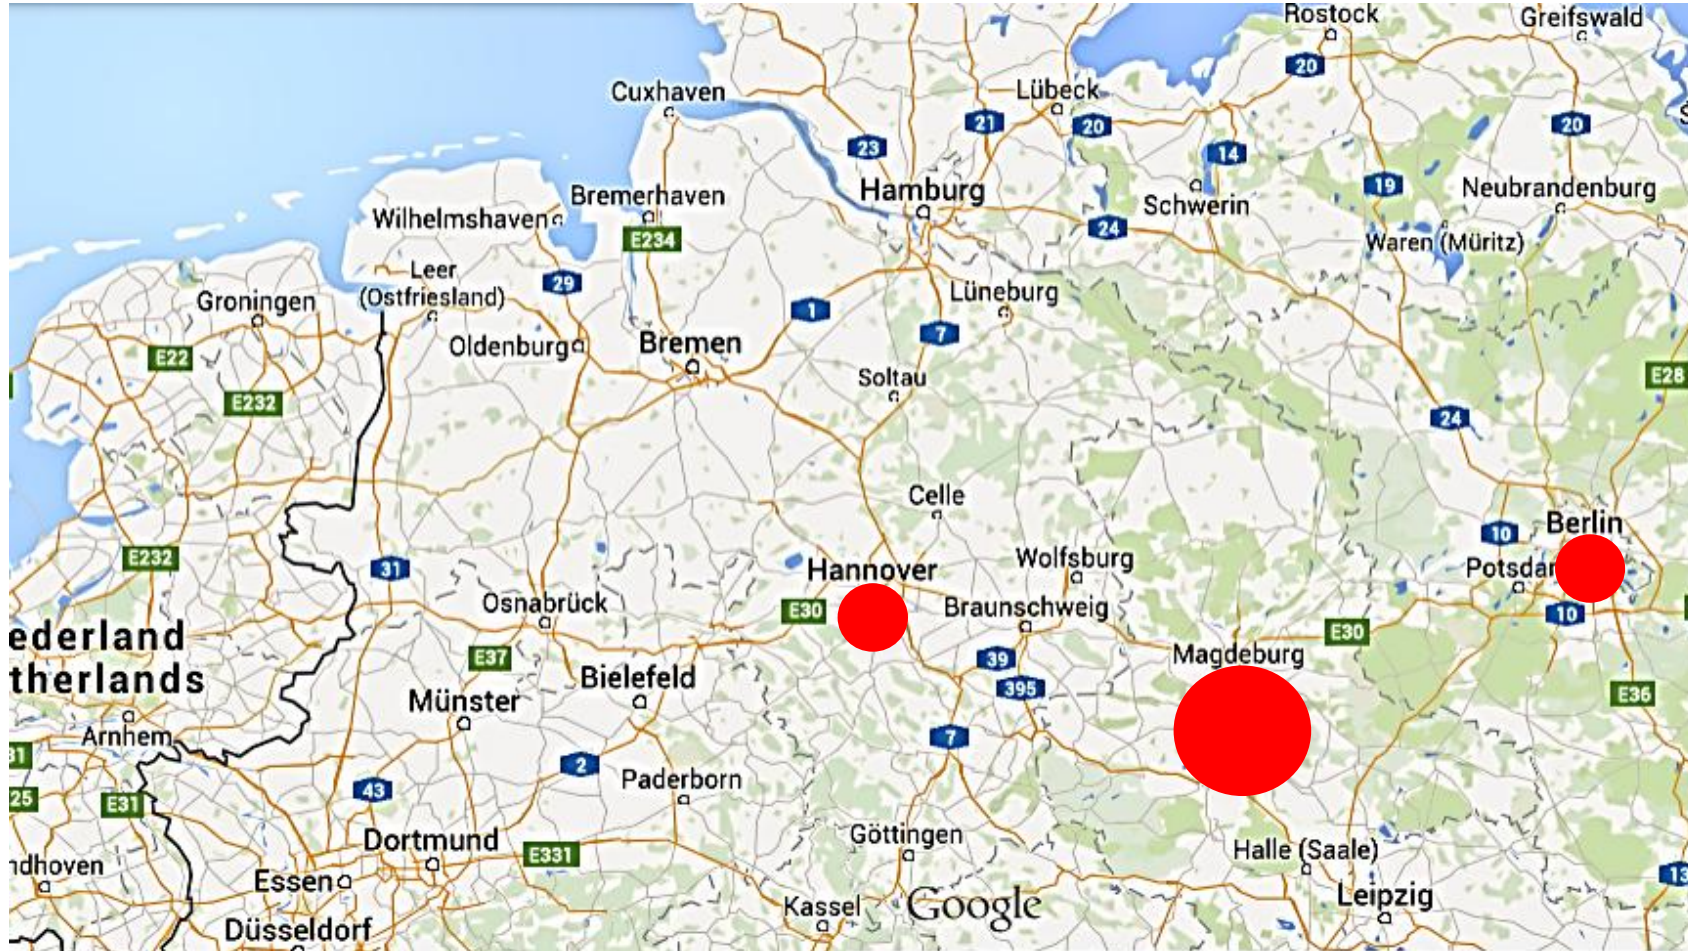 Rostock
Greifswald
20
Cuxhaven
Lübeck
21
20
20
23
14
Hamburg
19
Bremerhaven
Neubrandenburg
Wilhelmshaven
Schwerin
E234
24
Waren (Müritz)
Leer
(Ostfriesland)
29
Groningen
Lüneburg
1
7
Oldenburg
Bremen
E22
Soltau
E28
E232
24
Celle
Berlin
10
E232
Wolfsburg
31
Hannover
Osnabrück
E30
Braunschweig
10
ederland
therlands
E30
E37
39
Magdeburg
Bielefeld
395
E36
Münster
Arnhem
7
2
Paderborn
43
25
E31
Göttingen
Dortmund
E331
Halle (Saale)
ndhoven
Essen
13
Leipzig
Kassel
Google
Düsseldorf